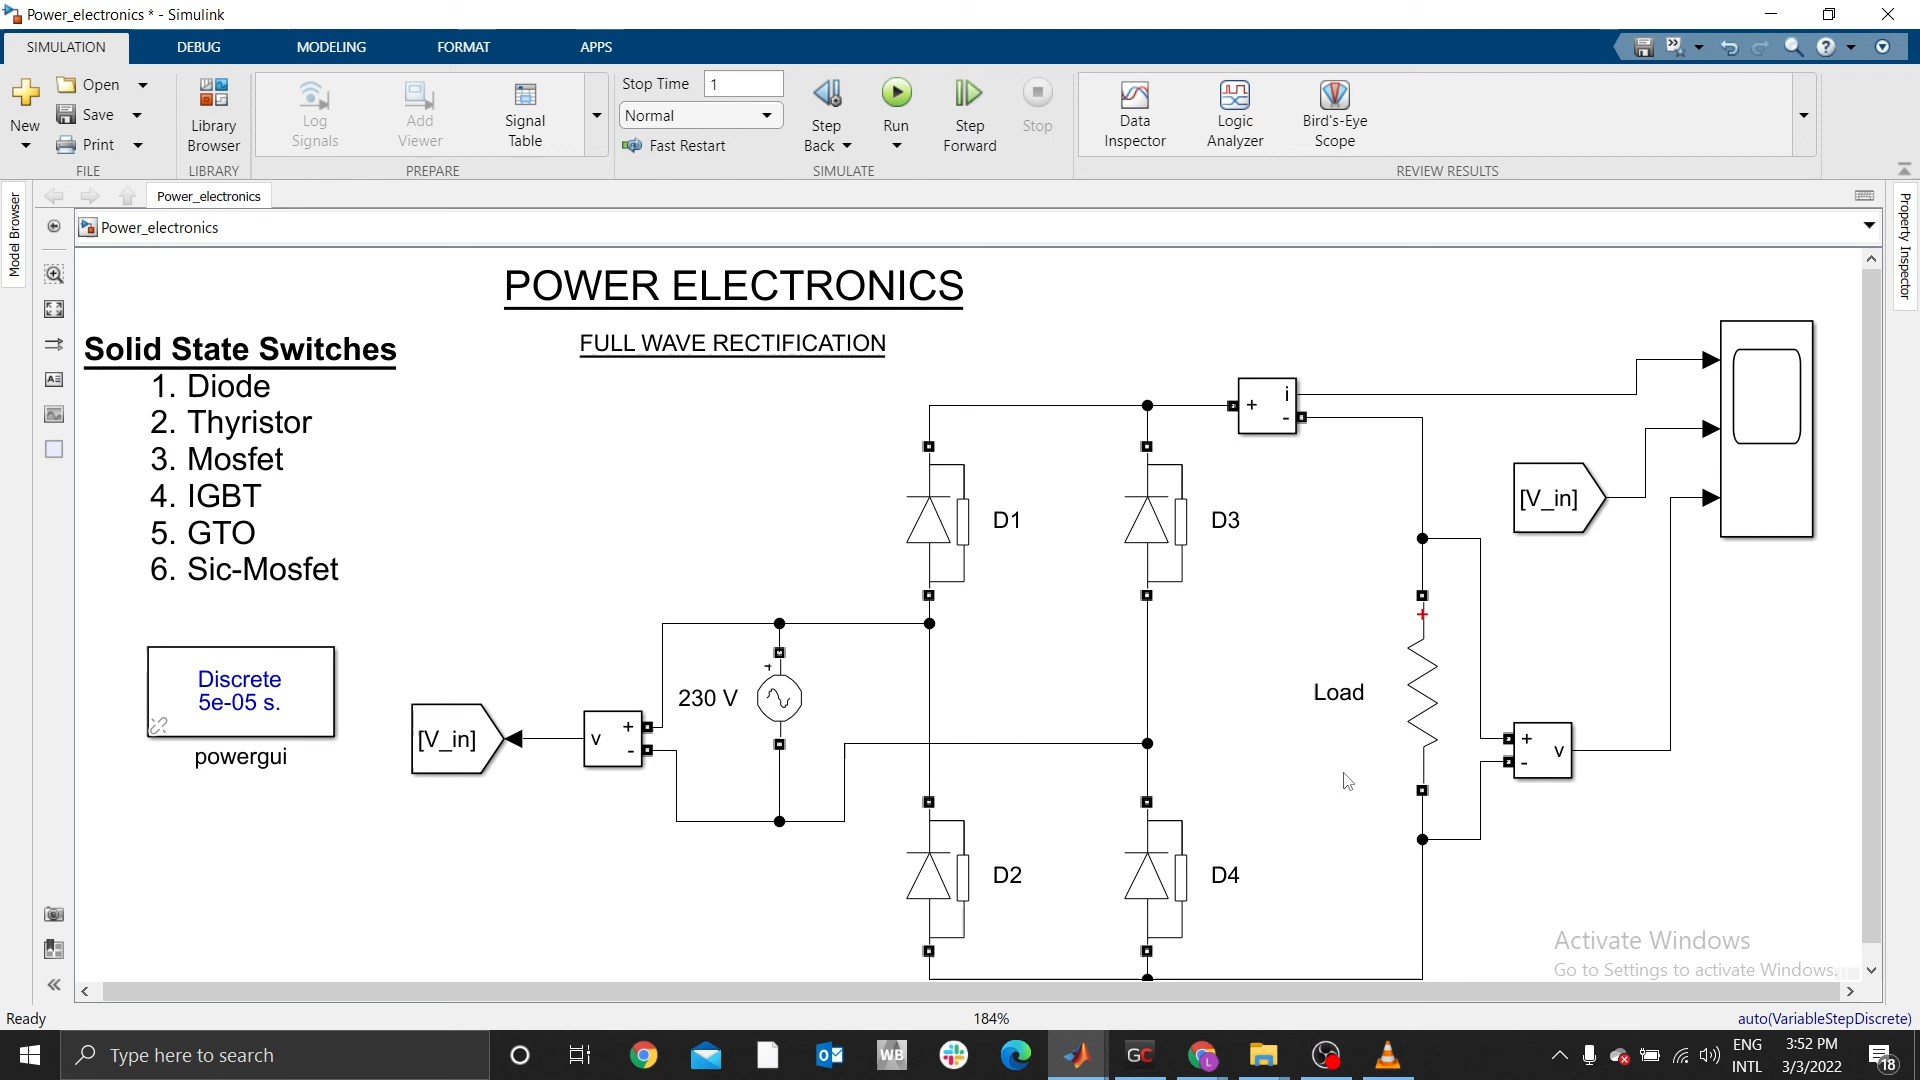 Power_electronics * - Simulink
SIMULATION
DEBUG
MODELING
FORMAT
APPS
New
Open
Save
Print
FILE
Library
Browser
LIBRARY
Log
Signals
Add
Viewer
Signal
Table
PREPARE
Stop Time 1
Normal
Fast Restart
Step
Back
Run
Step
Forward
Stop
SIMULATE
Data
Inspector
Logic
Analyzer
Bird's-Eye
Scope
REVIEW RESULTS
Model Browser
Property Inspector
Power_electronics
Power_electronics
POWER ELECTRONICS
FULL WAVE RECTIFICATION
Solid State Switches
1. Diode
2. Thyristor
3. Mosfet
4. IGBT
5. GTO
6. Sic-Mosfet
Discrete
5e-05 s.
powergui
[V_in]
v
+
-
230 V
+
D1
D3
D2
D4
+
i
-
Load
+
[V_in]
+
-
v
Activate Windows
Go to Settings to activate Windows.
Ready
184%
auto(VariableStepDiscrete)
Type here to search
WB
GC
L
ENG
INTL
3:52 PM
3/3/2022
18